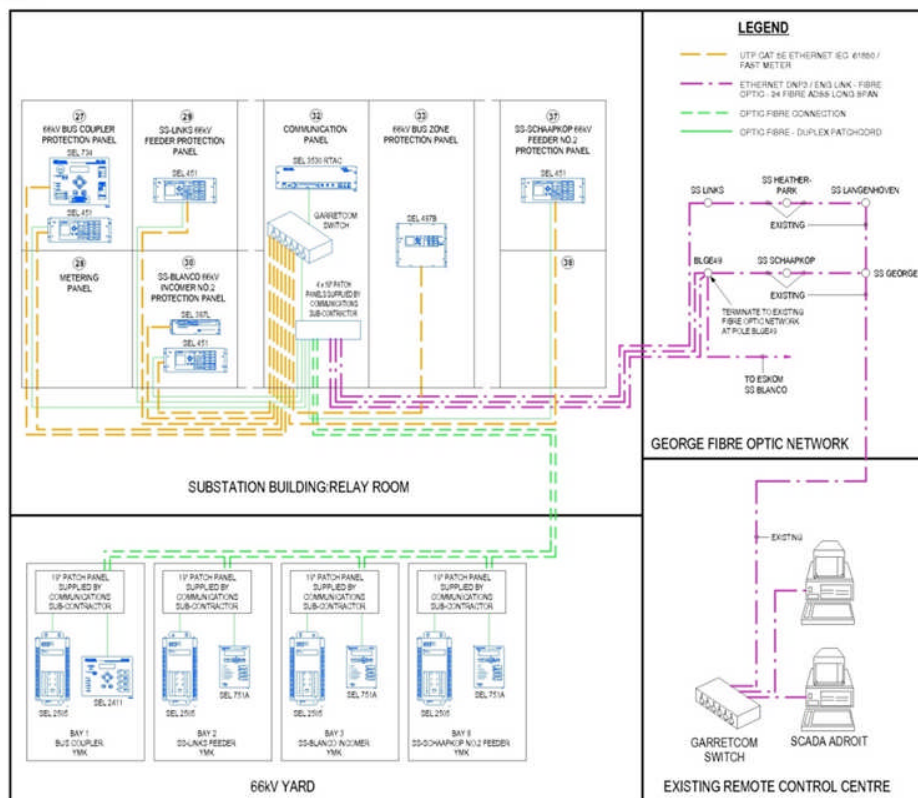 LEGEND
UTP CAT 5E ETHERNET IEC 61850 /
FAST METER
ETHERNET DNP3 / ENG LINK - FIBRE
OPTIC - 24 FIBRE ADSS LONG SPAN
OPTIC FIBRE CONNECTION
OPTIC FIBRE - DUPLEX PATCHCORD
27
66kV BUS COUPLER
PROTECTION PANEL
SEL 734
SEL 451
29
SS-LINKS 66kV
FEEDER PROTECTION
PANEL
SEL 451
32
COMMUNICATION
PANEL
SEL 3530 RTAC
GARRETCOM
SWITCH
4 x 19" PATCH
PANELS SUPPLIED BY
COMMUNICATIONS
SUB-CONTRACTOR
33
66kV BUS ZONE
PROTECTION PANEL
SEL 487B
37
SS-SCHAAPKOP 66kV
FEEDER NO.2
PROTECTION PANEL
SEL 451
28
METERING
PANEL
30
SS-BLANCO 66kV
INCOMER NO.2
PROTECTION PANEL
SEL 387L
SEL 451
38
SUBSTATION BUILDING:RELAY ROOM
SS LINKS
SS HEATHER-
PARK
SS LANGENHOVEN
EXISTING
BLGE49
SS SCHAAPKOP
SS GEORGE
EXISTING
TERMINATE TO EXISTING
FIBRE OPTIC NETWORK
AT POLE BLGE49
TO ESKOM
SS BLANCO
GEORGE FIBRE OPTIC NETWORK
19" PATCH PANEL
SUPPLIED BY
COMMUNICATIONS
SUB-CONTRACTOR
SEL 2505
SEL 2411
BAY 1
BUS COUPLER
YMK
19" PATCH PANEL
SUPPLIED BY
COMMUNICATIONS
SUB-CONTRACTOR
SEL 2505
SEL 751A
BAY 2
SS-LINKS FEEDER
YMK
19" PATCH PANEL
SUPPLIED BY
COMMUNICATIONS
SUB-CONTRACTOR
SEL 2505
SEL 751A
BAY 3
SS-BLANCO INCOMER
YMK
19" PATCH PANEL
SUPPLIED BY
COMMUNICATIONS
SUB-CONTRACTOR
SEL 2505
SEL 751A
SS-SCHAAPKOP NO.2 FEEDER
YMK
66kV YARD
EXISTING
GARRETCOM
SWITCH
SCADA ADROIT
EXISTING REMOTE CONTROL CENTRE